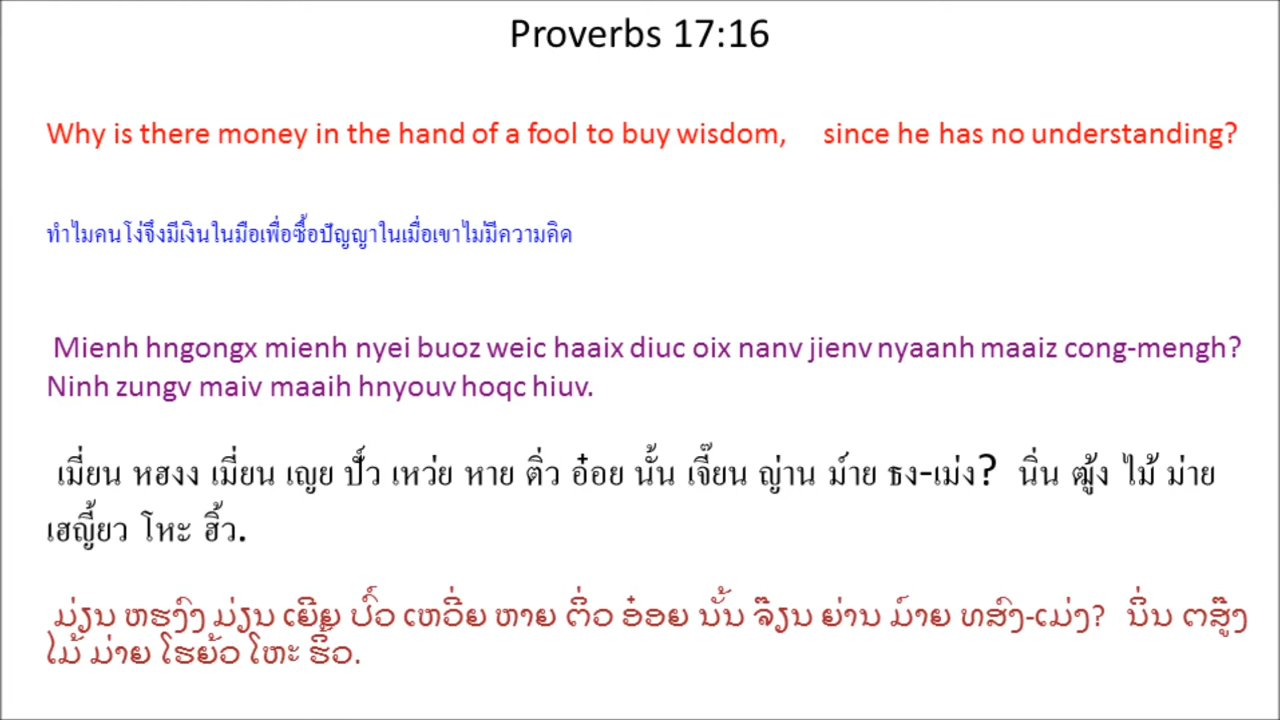 Proverbs 17:16
Why is there money in the hand of a fool to buy wisdom, since he has no understanding?
ทำไมคนโง่จึงมีเงินในมือเพื่อซื้อปัญญาในเมื่อเขาไม่มีความคิด
Mienh hngongx mienh nyei buoz weic haaix diuc oix nanv jienv nyaanh maaiz cong-mengh?
Ninh zungv maiv maaih hnyouv hoqc hiuv.
เมี่ยน หฮงง เมี่ยน เญย ปั์ว เหว่ย หาย ติ่ว อ๋อย นั้น เจี๊ยน ญ่าน ม์าย ธง-เม่ง? นิ่น ฒู้ง ไม้ ม่าย
เฮญี้ยว โหะ ฮิ้ว.
ມ່ຽນ ຫຮງົງ ມ່ຽນ ເຍີຍ ປົ໌ວ ເຫວີ່ຍ ຫາຍ ຕິ່ວ ອ໋ອຍ ນັ້ນ ຈ໊ຽນ ຍ່ານ ມ໌າຍ ທສົງ-ເມ່ງ? ນິ່ນ ຕສູ໊ງ
ໄມ້ ມ່າຍ ໂຮຍ້ວ ໂຫະ ຮິ້ວ.